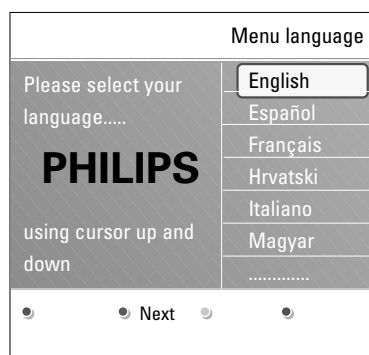 Menu language
Please select your
language.....
PHILIPS
using cursor up and
down
English
Español
Français
Hrvatski
Italiano
Magyar
.............
Next